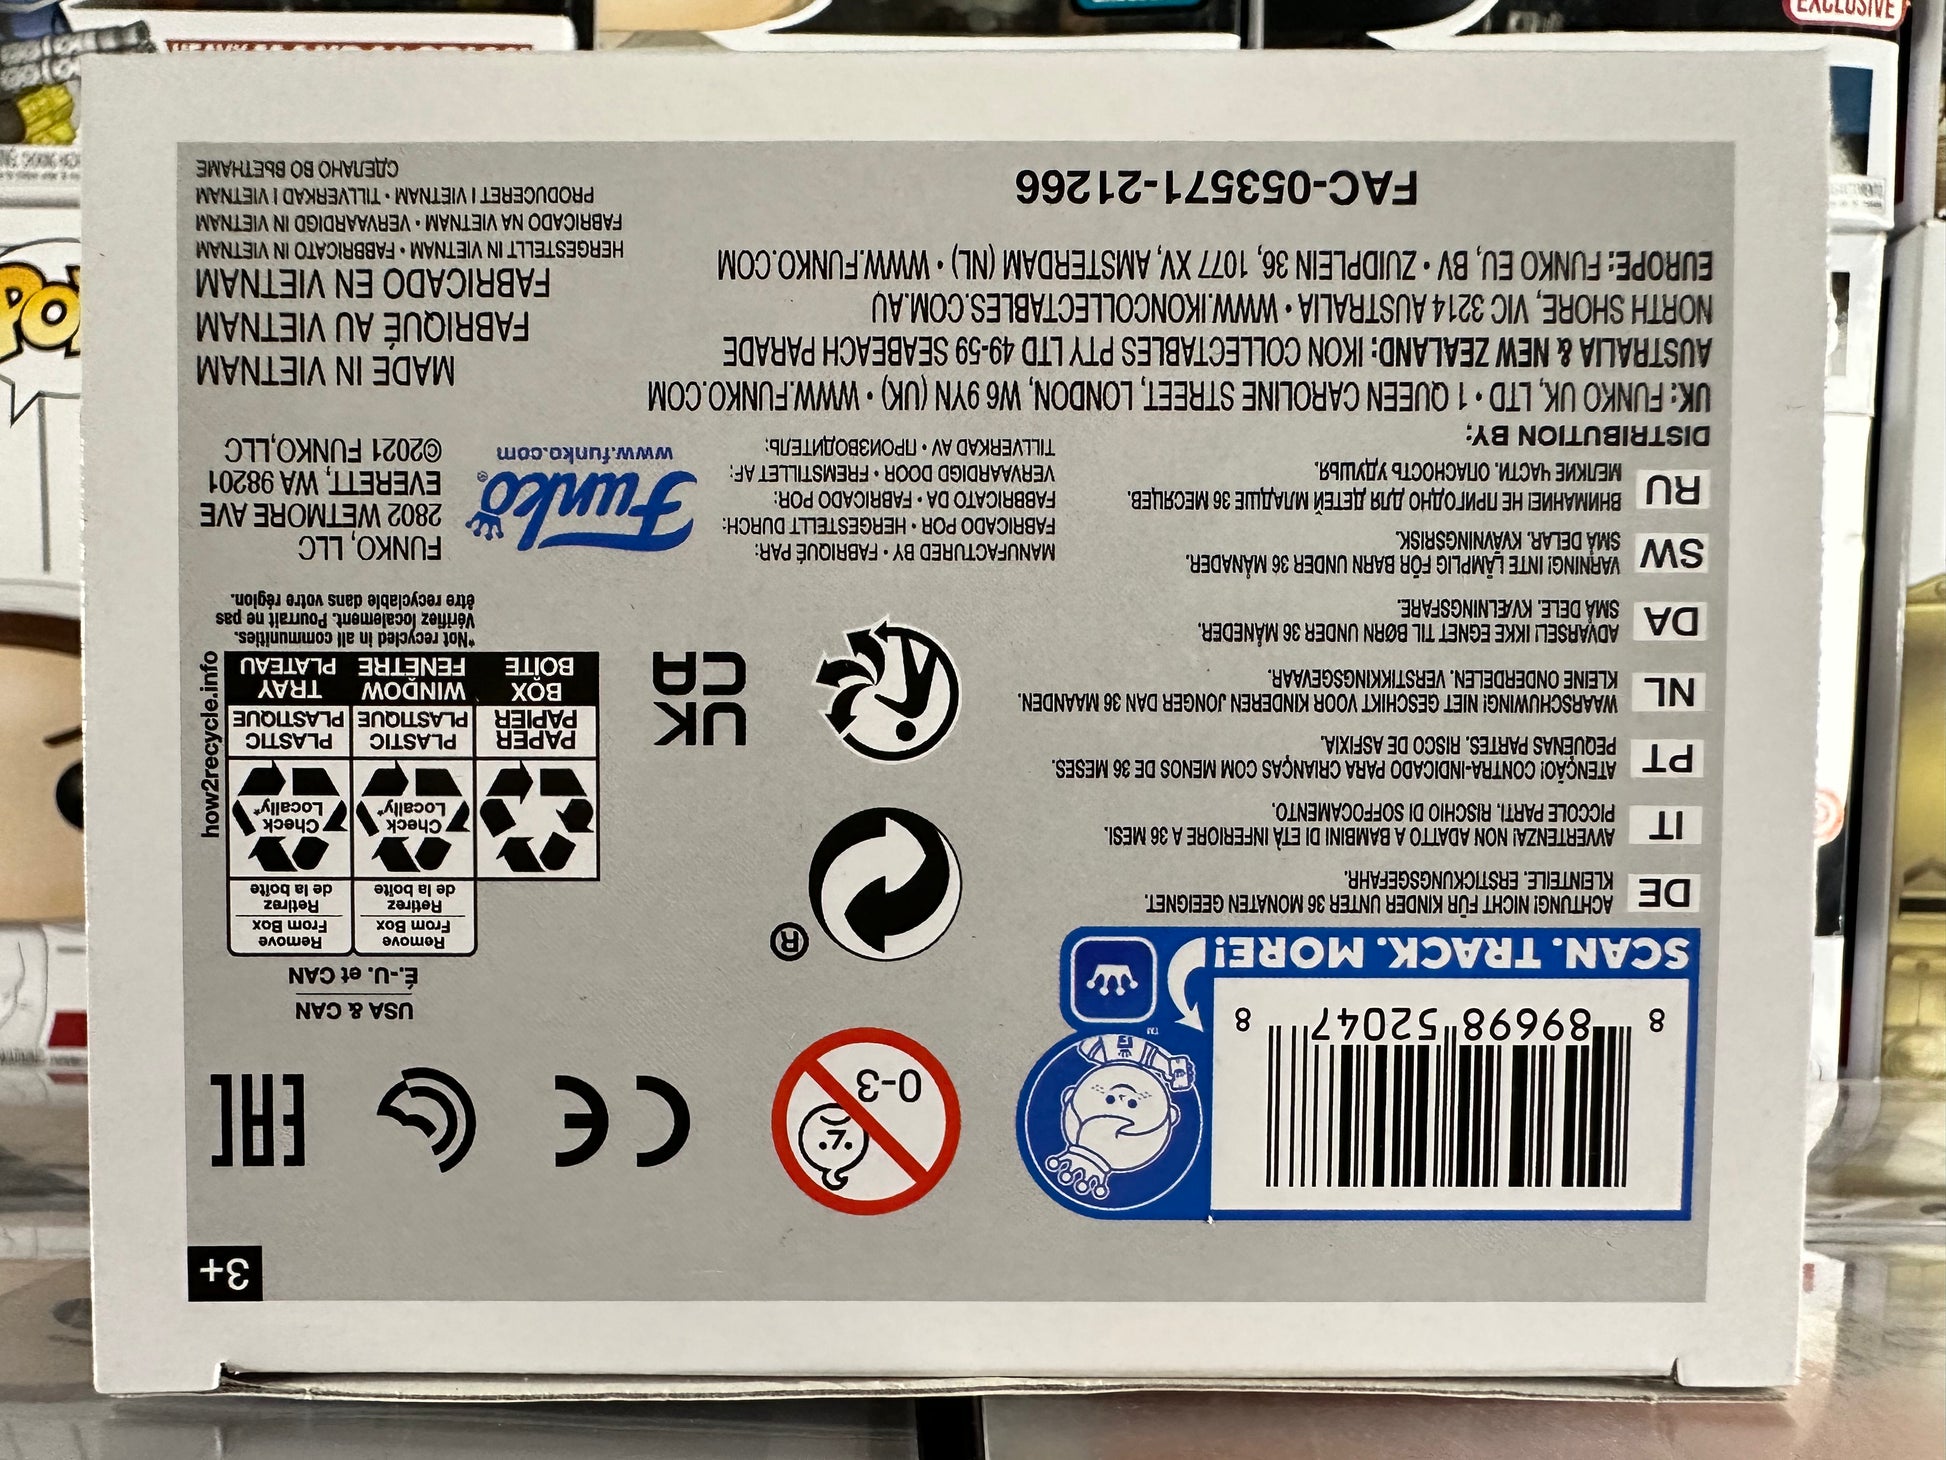 3+
SCAN. TRACK. MORE!
8 89698 52047 8
TM
0-3
CE
EAC
USA & CAN
É.-U. et CAN
Remove
From Box
Retirez
de la boîte
Remove
From Box
Retirez
de la boîte
Check
Locally*
Check
Locally*
PAPER
PAPIER
PLASTIC
PLASTIQUE
PLASTIC
PLASTIQUE
BOX
BOÎTE
WINDOW
FENÊTRE
TRAY
PLATEAU
how2recycle.info
*Not recycled in all communities.
Vérifiez localement. Pourrait ne pas
être recyclable dans votre région.
®
UK
CA
DE
ACHTUNG! NICHT FÜR KINDER UNTER 36 MONATEN GEEIGNET.
KLEINTEILE. ERSTICKUNGSGEFAHR.
IT
AVVERTENZA! NON ADATTO A BAMBINI DI ETÀ INFERIORE A 36 MESI.
PICCOLE PARTI. RISCHIO DI SOFFOCAMENTO.
PT
ATENÇÃO! CONTRA-INDICADO PARA CRIANÇAS COM MENOS DE 36 MESES.
PEQUENAS PARTES. RISCO DE ASFIXIA.
NL
WAARSCHUWING! NIET GESCHIKT VOOR KINDEREN JONGER DAN 36 MAANDEN.
KLEINE ONDERDELEN. VERSTIKKINGSGEVAAR.
DA
ADVARSEL! IKKE EGNET TIL BØRN UNDER 36 MÅNEDER.
SMÅ DELE. KVÆLNINGSFARE.
SW
VARNING! INTE LÄMPLIG FÖR BARN UNDER 36 MÅNADER.
SMÅ DELAR. KVÄVNINGSRISK.
RU
ВНИМАНИЕ! НЕ ПРИГОДНО ДЛЯ ДЕТЕЙ МЛАДШЕ 36 МЕСЯЦЕВ.
МЕЛКИЕ ЧАСТИ. ОПАСНОСТЬ УДУШЬЯ.
MANUFACTURED BY • FABRIQUÉ PAR:
FABRICADO POR • HERGESTELLT DURCH:
FABBRICATO DA • FABRICADO POR:
VERVAARDIGD DOOR • FREMSTILLET AF:
TILLVERKAD AV • ПРОИЗВОДИТЕЛЬ:
Funko®
www.funko.com
FUNKO, LLC
2802 WETMORE AVE
EVERETT, WA 98201
©2021 FUNKO,LLC
DISTRIBUTION BY:
UK: FUNKO UK, LTD • 1 QUEEN CAROLINE STREET, LONDON, W6 9YN (UK) • WWW.FUNKO.COM
AUSTRALIA & NEW ZEALAND: IKON COLLECTABLES PTY LTD 49-59 SEABEACH PARADE
NORTH SHORE, VIC 3214 AUSTRALIA • WWW.IKONCOLLECTABLES.COM.AU
EUROPE: FUNKO EU, BV • ZUIDPLEIN 36, 1077 XV, AMSTERDAM (NL) • WWW.FUNKO.COM
FAC-053571-21266
MADE IN VIETNAM
FABRIQUÉ AU VIETNAM
FABRICADO EN VIETNAM
HERGESTELLT IN VIETNAM • FABBRICATO IN VIETNAM
FABRICADO NA VIETNAM • VERVAARDIGD IN VIETNAM
PRODUCERET I VIETNAM • TILLVERKAD I VIETNAM
СДЕЛАНО ВО ВЬЕТНАМЕ
EXCLUSIVE